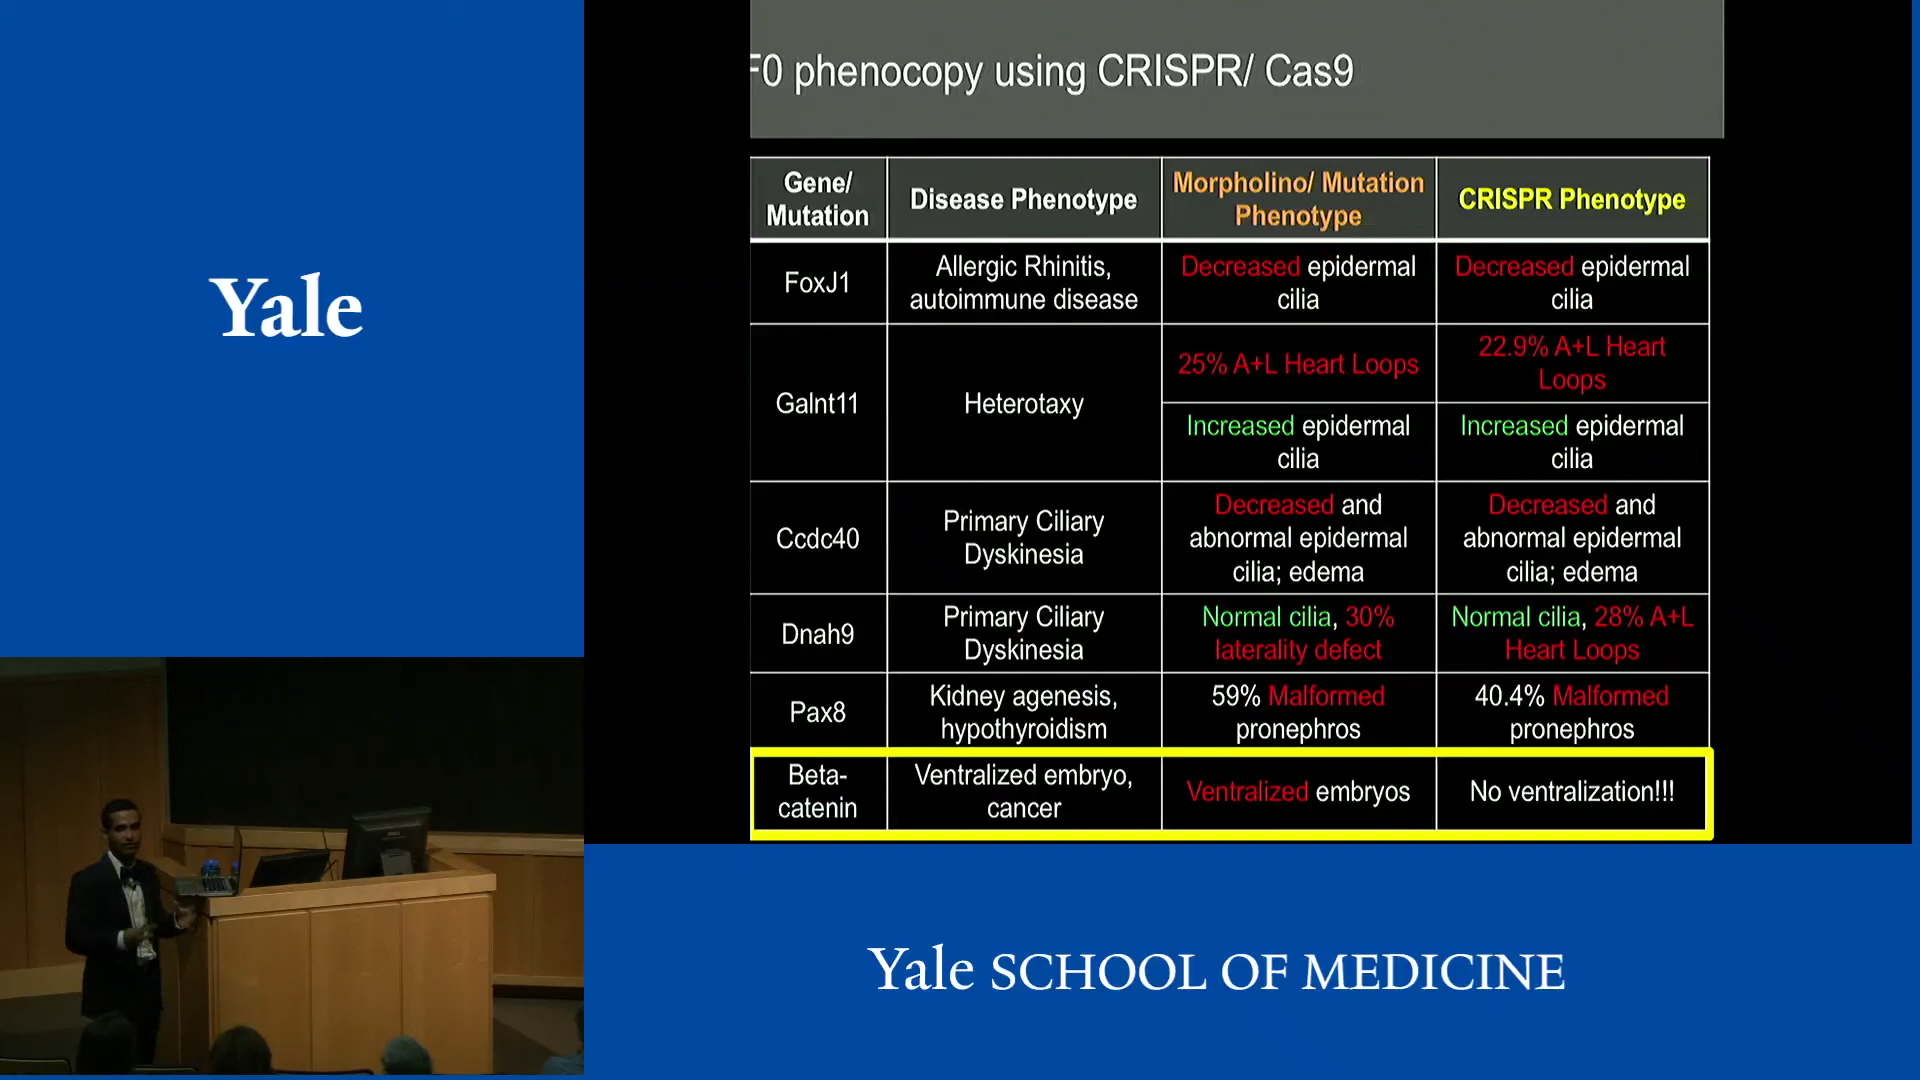 Yale
F0 phenocopy using CRISPR/ Cas9
Gene/
Mutation
Disease Phenotype
Morpholino/ Mutation
Phenotype
CRISPR Phenotype
FoxJ1
Allergic Rhinitis,
autoimmune disease
Decreased epidermal
cilia
Decreased epidermal
cilia
Galnt11
Heterotaxy
25% A+L Heart Loops
22.9% A+L Heart
Loops
Increased epidermal
cilia
Increased epidermal
cilia
Ccdc40
Primary Ciliary
Dyskinesia
Decreased and
abnormal epidermal
cilia; edema
Decreased and
abnormal epidermal
cilia; edema
Dnah9
Primary Ciliary
Dyskinesia
Normal cilia, 30%
laterality defect
Normal cilia, 28% A+L
Heart Loops
Pax8
Kidney agenesis,
hypothyroidism
59% Malformed
pronephros
40.4% Malformed
pronephros
Beta-
catenin
Ventralized embryo,
cancer
Ventralized embryos
No ventralization!!!
Yale SCHOOL OF MEDICINE